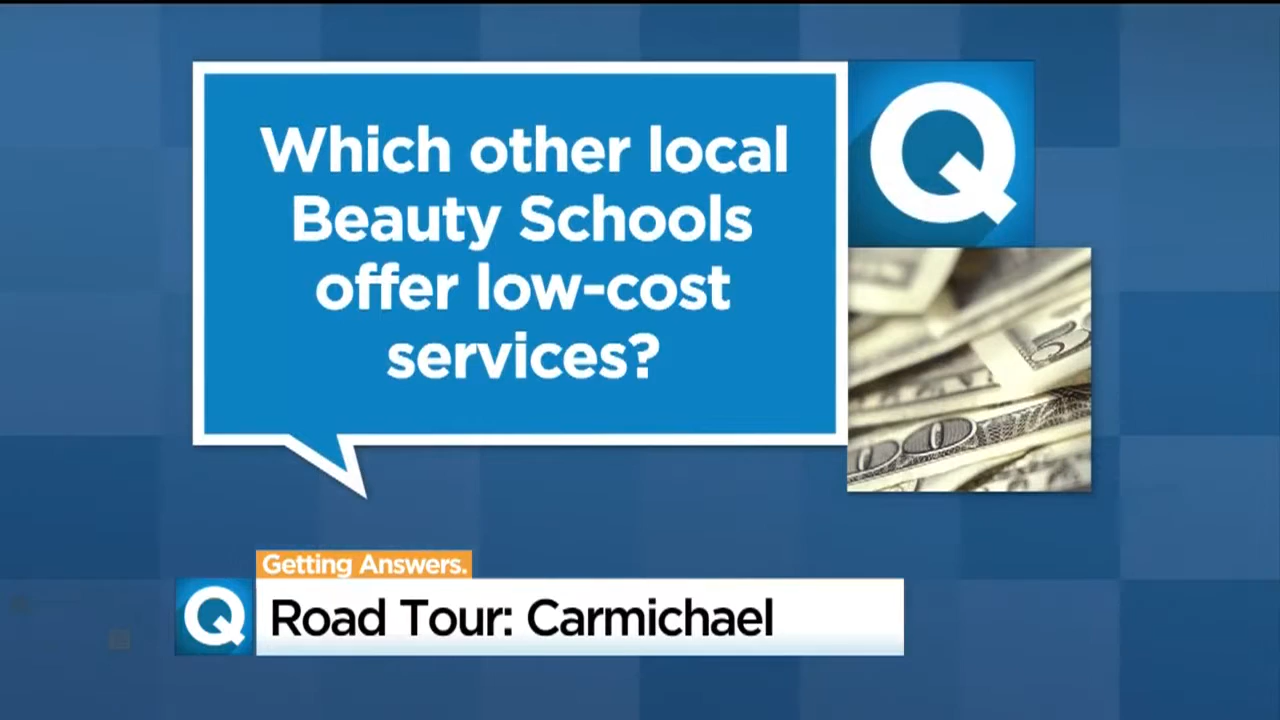 Which other local
Beauty Schools
offer low-cost
services?
Q
Getting Answers.
Q
Road Tour: Carmichael